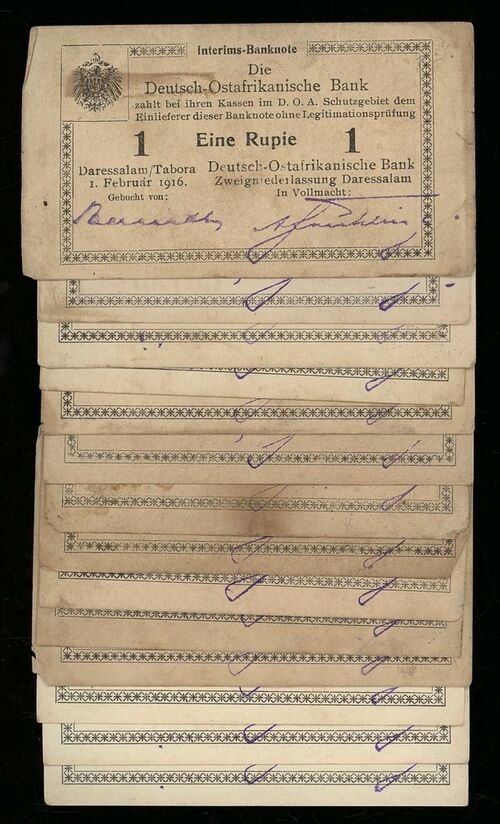 Interims-Banknote
Die
Deutsch-Ostafrikanische Bank
zahlt bei ihren Kassen im D. O. A. Schutzgebiet dem
Einlieferer dieser Banknote ohne Legitimationsprüfung
1 Eine Rupie 1
Daressalam/Tabora
1. Februar 1916.
Gebucht von:
Deutsch-Ostafrikanische Bank
Zweigniederlassung Daressalam
In Vollmacht: